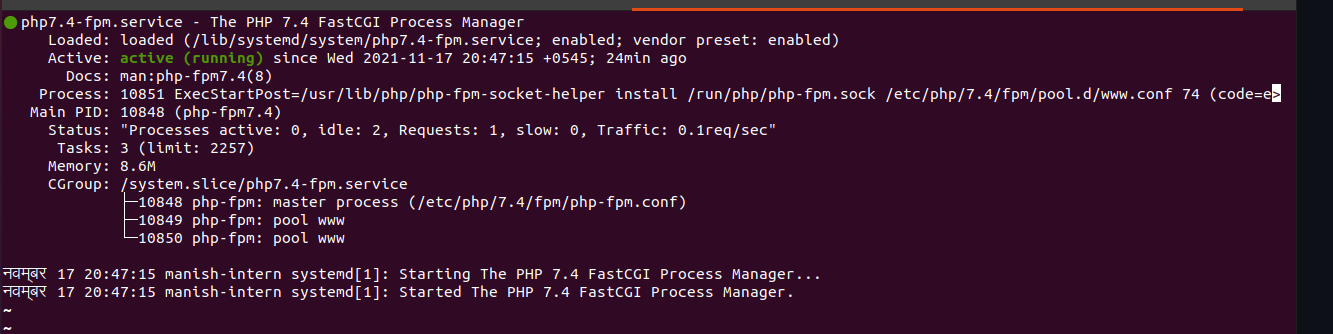 ● php7.4-fpm.service - The PHP 7.4 FastCGI Process Manager
Loaded: loaded (/lib/systemd/system/php7.4-fpm.service; enabled; vendor preset: enabled)
Active: active (running) since Wed 2021-11-17 20:47:15 +0545; 24min ago
Docs: man:php-fpm7.4(8)
Process: 10851 ExecStartPost=/usr/lib/php/php-fpm-socket-helper install /run/php/php-fpm.sock /etc/php/7.4/fpm/pool.d/www.conf 74 (code=e>
Main PID: 10848 (php-fpm7.4)
Status: "Processes active: 0, idle: 2, Requests: 1, slow: 0, Traffic: 0.1req/sec"
Tasks: 3 (limit: 2257)
Memory: 8.6M
CGroup: /system.slice/php7.4-fpm.service
├─10848 php-fpm: master process (/etc/php/7.4/fpm/php-fpm.conf)
├─10849 php-fpm: pool www
└─10850 php-fpm: pool www
नवम्बर 17 20:47:15 manish-intern systemd[1]: Starting The PHP 7.4 FastCGI Process Manager...
नवम्बर 17 20:47:15 manish-intern systemd[1]: Started The PHP 7.4 FastCGI Process Manager.
~
~